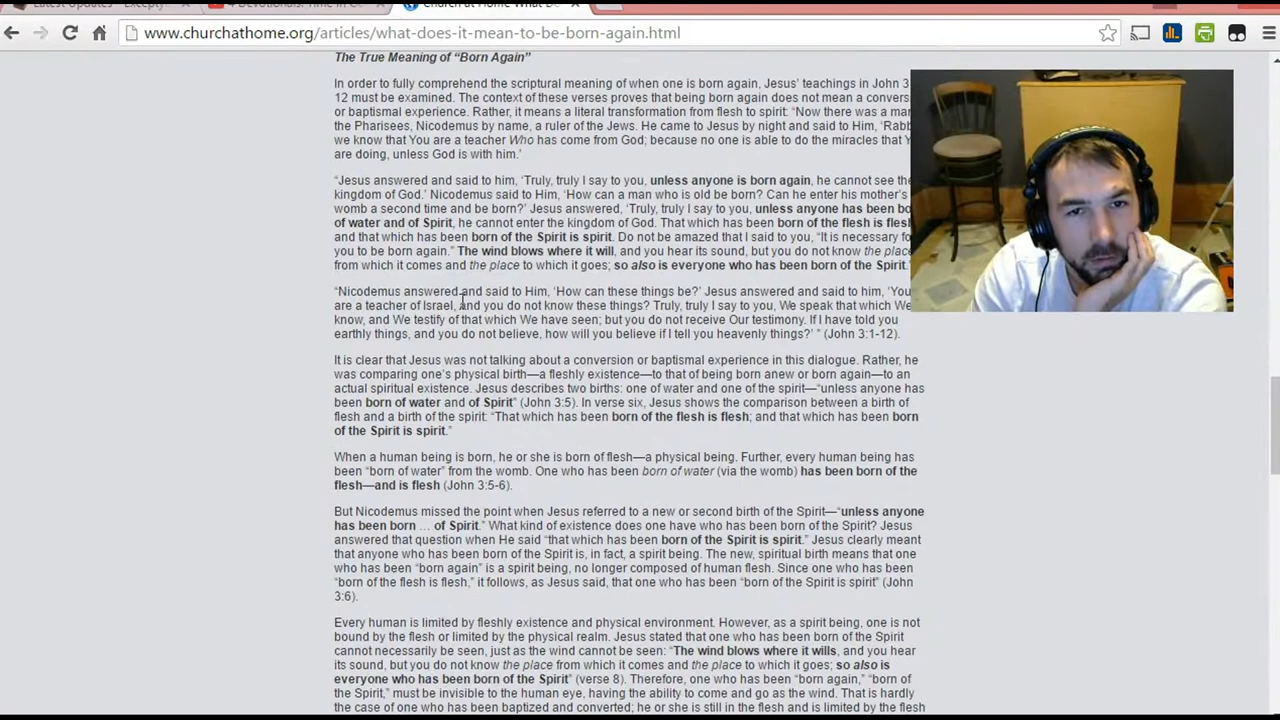 Latest Updates - Exceptv
4 Devotionals: Time in G
Church at Home What D
www.churchathome.org/articles/what-does-it-mean-to-be-born-again.html
The True Meaning of “Born Again”
In order to fully comprehend the scriptural meaning of when one is born again, Jesus’ teachings in John 3
12 must be examined. The context of these verses proves that being born again does not mean a convers
or baptismal experience. Rather, it means a literal transformation from flesh to spirit: “Now there was a ma
the Pharisees, Nicodemus by name, a ruler of the Jews. He came to Jesus by night and said to Him, ‘Rabb
we know that You are a teacher Who has come from God; because no one is able to do the miracles that Y
are doing, unless God is with him.’
“Jesus answered and said to him, ‘Truly, truly I say to you, unless anyone is born again, he cannot see the
kingdom of God.’ Nicodemus said to Him, ‘How can a man who is old be born? Can he enter his mother’s
womb a second time and be born?’ Jesus answered, ‘Truly, truly I say to you, unless anyone has been bo
of water and of Spirit, he cannot enter the kingdom of God. That which has been born of the flesh is flesh
and that which has been born of the Spirit is spirit. Do not be amazed that I said to you, “It is necessary fo
you to be born again.” The wind blows where it will, and you hear its sound, but you do not know the place
from which it comes and the place to which it goes; so also is everyone who has been born of the Spirit.’
“Nicodemus answered and said to Him, ‘How can these things be?’ Jesus answered and said to him, ‘You
are a teacher of Israel, and you do not know these things? Truly, truly I say to you, We speak that which We
know, and We testify of that which We have seen; but you do not receive Our testimony. If I have told you
earthly things, and you do not believe, how will you believe if I tell you heavenly things?’ ” (John 3:1-12).
It is clear that Jesus was not talking about a conversion or baptismal experience in this dialogue. Rather, he
was comparing one’s physical birth—a fleshly existence—to that of being born anew or born again—to an
actual spiritual existence. Jesus describes two births: one of water and one of the spirit—“unless anyone has
been born of water and of Spirit” (John 3:5). In verse six, Jesus shows the comparison between a birth of
flesh and a birth of the spirit: “That which has been born of the flesh is flesh; and that which has been born
of the Spirit is spirit.”
When a human being is born, he or she is born of flesh—a physical being. Further, every human being has
been “born of water” from the womb. One who has been born of water (via the womb) has been born of the
flesh—and is flesh (John 3:5-6).
But Nicodemus missed the point when Jesus referred to a new or second birth of the Spirit—“unless anyone
has been born … of Spirit.” What kind of existence does one have who has been born of the Spirit? Jesus
answered that question when He said “that which has been born of the Spirit is spirit.” Jesus clearly meant
that anyone who has been born of the Spirit is, in fact, a spirit being. The new, spiritual birth means that one
who has been “born again” is a spirit being, no longer composed of human flesh. Since one who has been
“born of the flesh is flesh,” it follows, as Jesus said, that one who has been “born of the Spirit is spirit” (John
3:6).
Every human is limited by fleshly existence and physical environment. However, as a spirit being, one is not
bound by the flesh or limited by the physical realm. Jesus stated that one who has been born of the Spirit
cannot necessarily be seen, just as the wind cannot be seen: “The wind blows where it wills, and you hear
its sound, but you do not know the place from which it comes and the place to which it goes; so also is
everyone who has been born of the Spirit” (verse 8). Therefore, one who has been “born again,” “born of
the Spirit,” must be invisible to the human eye, having the ability to come and go as the wind. That is hardly
the case of one who has been baptized and converted; he or she is still in the flesh and is limited by the flesh